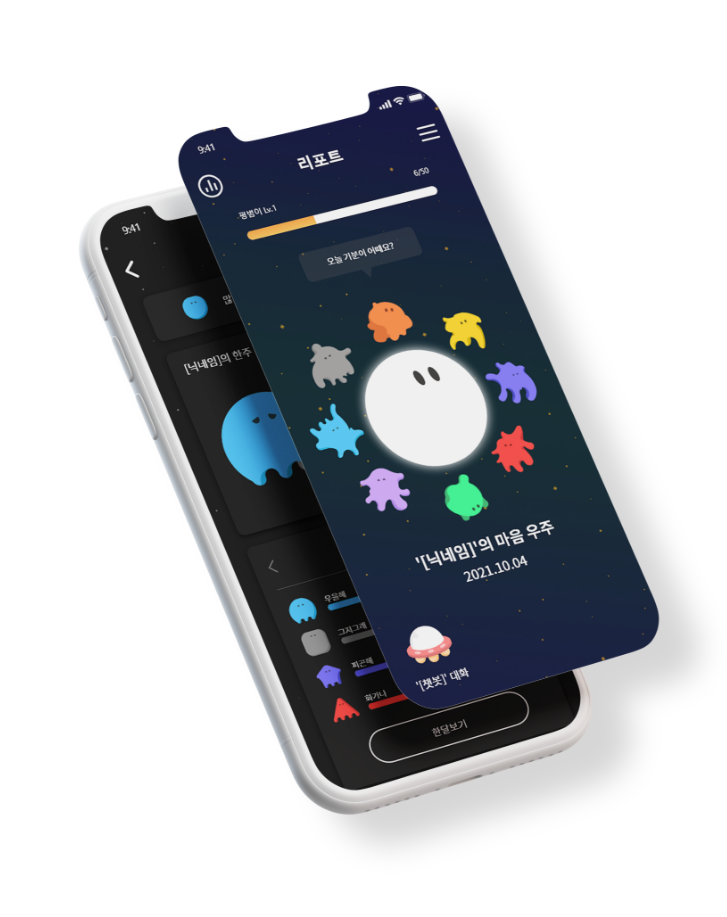 9:41
리포트
평범이 Lv.1
6/50
오늘 기분이 어때요?
'[닉네임]'의 마음 우주
2021.10.04
'[챗봇]' 대화
9:41
[닉네임]의 한주
우울해
그저그래
피곤해
화가나
한달보기